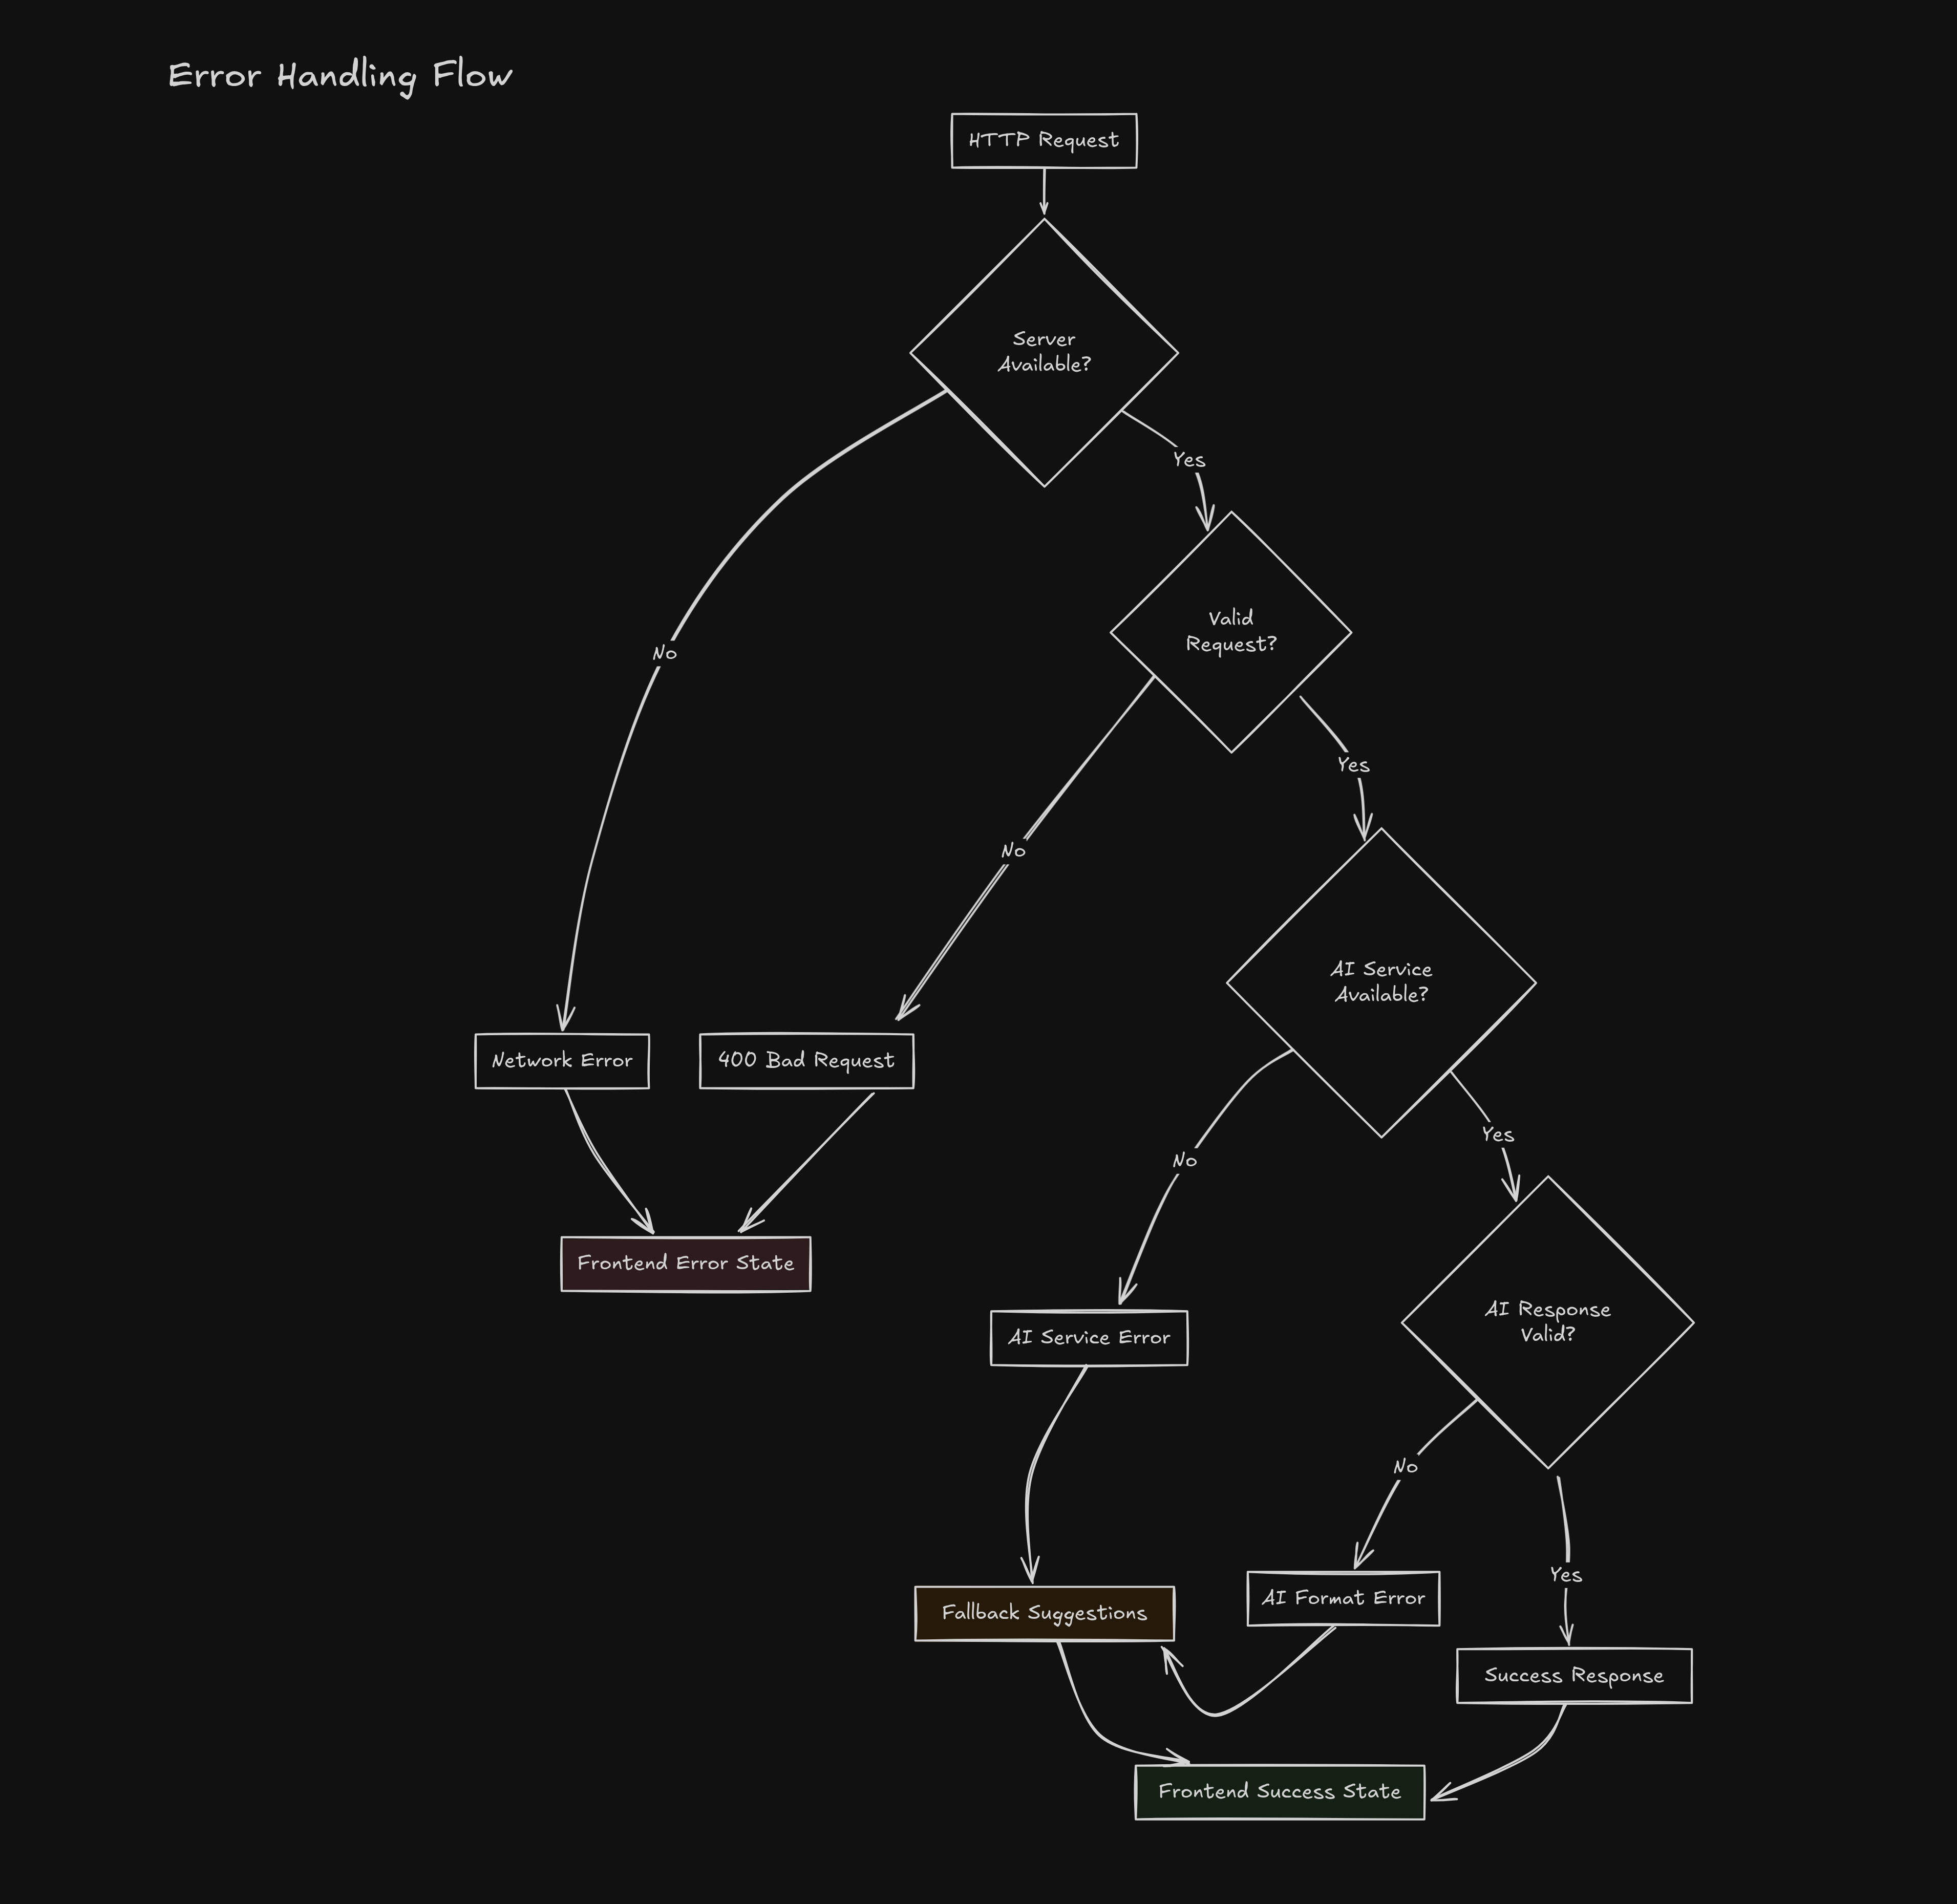 Error Handling Flow
HTTP Request
Server
Available?
Yes
Valid
Request?
No
Yes
No
AI Service
Available?
Network Error
400 Bad Request
Yes
No
Frontend Error State
AI Response
Valid?
AI Service Error
No
Yes
AI Format Error
Fallback Suggestions
Success Response
Frontend Success State